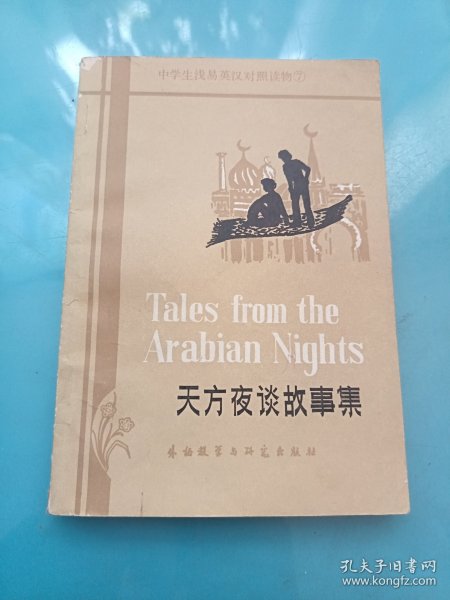 中学生浅易英汉对照读物⑦
Tales from the
Arabian Nights
天方夜谈故事集
外语教学与研究出版社
孔夫子旧书网
www.kongfz.com